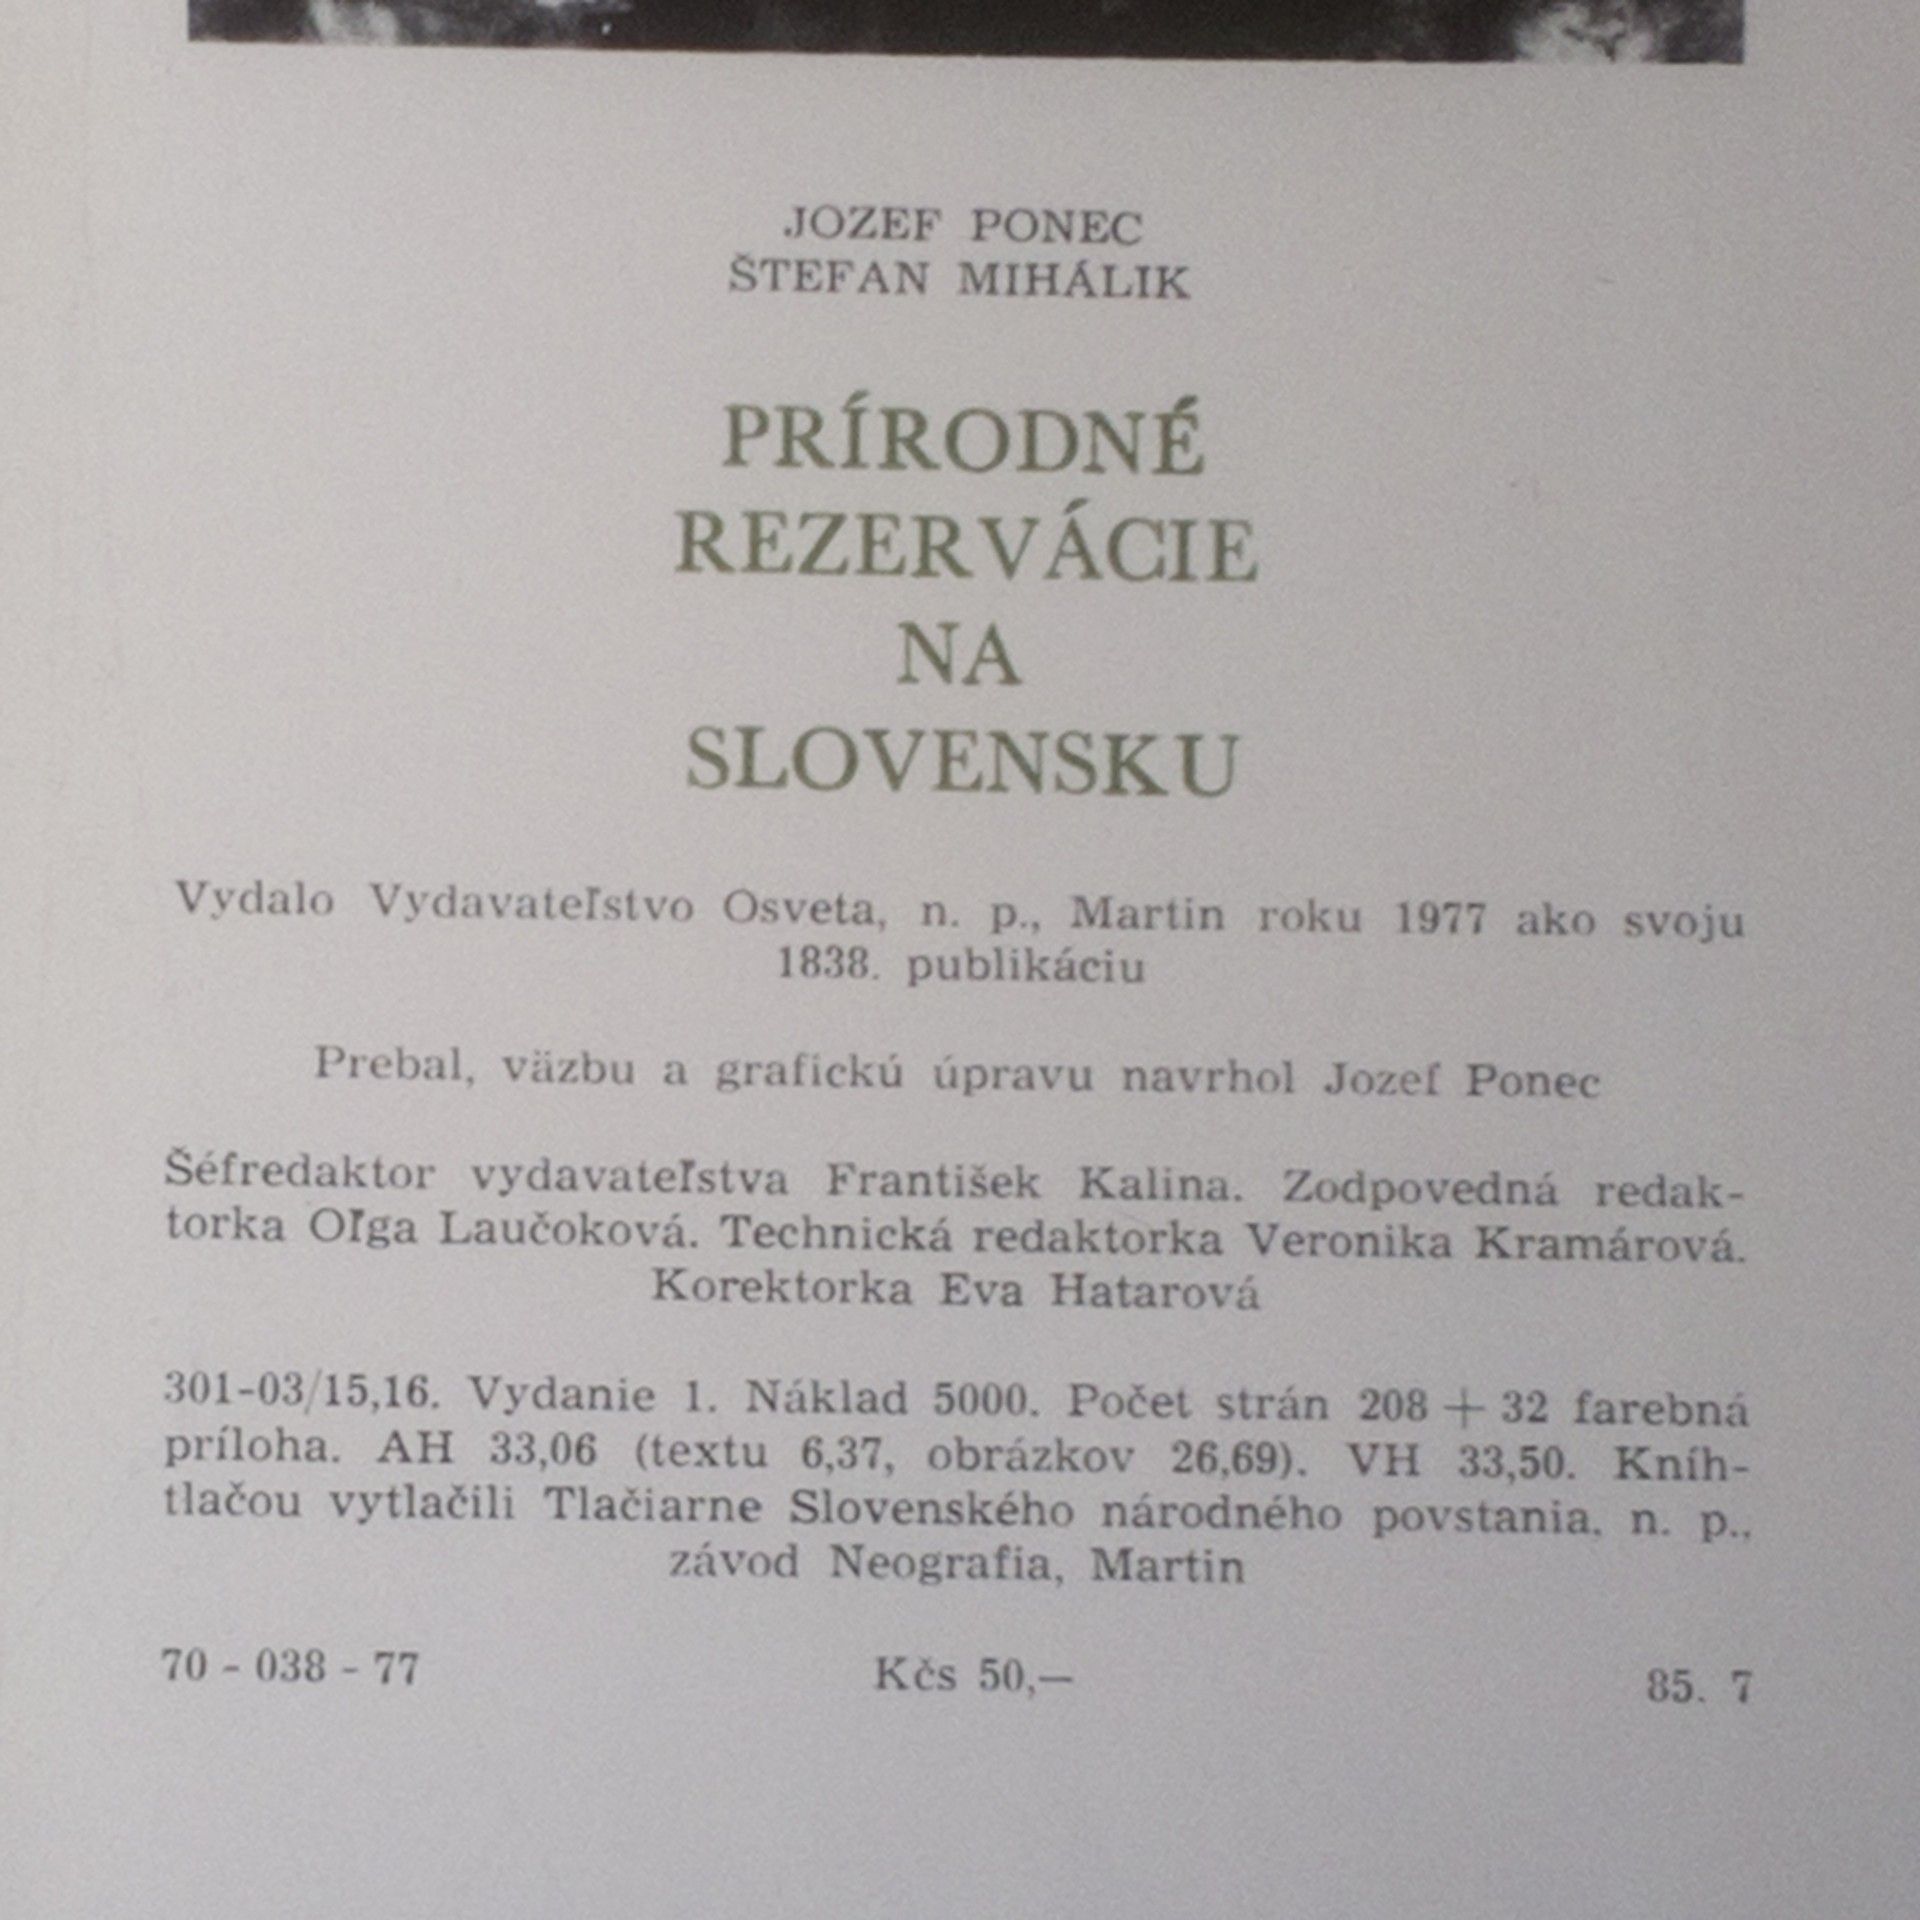 JOZEF PONEC
ŠTEFAN MIHÁLIK
PRÍRODNÉ
REZERVÁCIE
NA
SLOVENSKU
Vydalo Vydavateľstvo Osveta, n. p., Martin roku 1977 ako svoju
1838. publikáciu
Prebal, väzbu a grafickú úpravu navrhol Jozef Ponec
Šéfredaktor vydavateľstva František Kalina. Zodpovedná redak-
torka Oľga Laučoková. Technická redaktorka Veronika Kramárová.
Korektorka Eva Hatarová
301-03/15,16. Vydanie 1. Náklad 5000. Počet strán 208 + 32 farebná
príloha. AH 33,06 (textu 6,37, obrázkov 26,69). VH 33,50. Kníh-
tlačou vytlačili Tlačiarne Slovenského národného povstania, n. p.,
závod Neografia, Martin
70 - 038 - 77 Kčs 50,— 85. 7